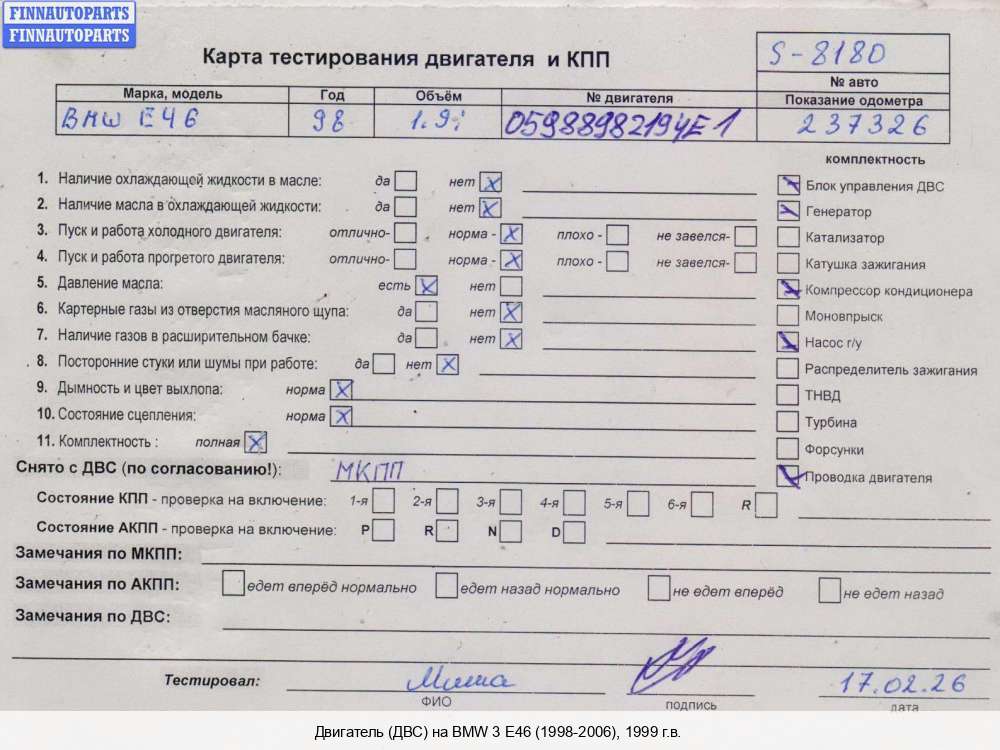 FINNAUTOPARTS
FINNAUTOPARTS
Карта тестирования двигателя и КПП
S-8180
№ авто
Марка, модель Год Объём № двигателя Показание одометра
BMW E46 98 1.9i 05988982194E1 237326
комплектность
1. Наличие охлаждающей жидкости в масле: да нет x
2. Наличие масла в охлаждающей жидкости: да нет x
3. Пуск и работа холодного двигателя: отлично- норма - x плохо - не завелся-
4. Пуск и работа прогретого двигателя: отлично- норма - x плохо - не завелся-
5. Давление масла: есть x нет
6. Картерные газы из отверстия масляного щупа: да нет x
7. Наличие газов в расширительном бачке: да нет x
8. Посторонние стуки или шумы при работе: да нет x
9. Дымность и цвет выхлопа: норма x
10. Состояние сцепления: норма x
11. Комплектность : полная x
Блок управления ДВС
Генератор
Катализатор
Катушка зажигания
Компрессор кондиционера
Моновпрыск
Насос г/у
Распределитель зажигания
ТНВД
Турбина
Форсунки
Проводка двигателя
Снято с ДВС (по согласованию!): МКПП
Состояние КПП - проверка на включение: 1-я 2-я 3-я 4-я 5-я 6-я R
Состояние АКПП - проверка на включение: P R N D
Замечания по МКПП:
Замечания по АКПП: едет вперёд нормально едет назад нормально не едет вперёд не едет назад
Замечания по ДВС:
Тестировал: Миша 17.02.26
ФИО подпись дата
Двигатель (ДВС) на BMW 3 E46 (1998-2006), 1999 г.в.